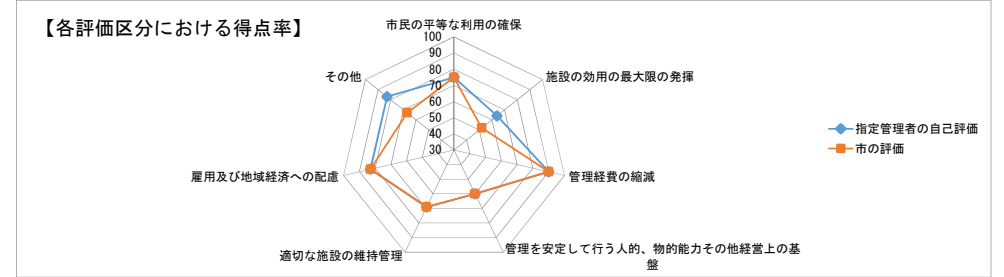 【各評価区分における得点率】
市民の平等な利用の確保
100
90
80
70
60
50
40
30
施設の効用の最大限の発揮
管理経費の縮減
管理を安定して行う人的、物的能力その他経営上の基
盤
適切な施設の維持管理
雇用及び地域経済への配慮
その他
指定管理者の自己評価
市の評価